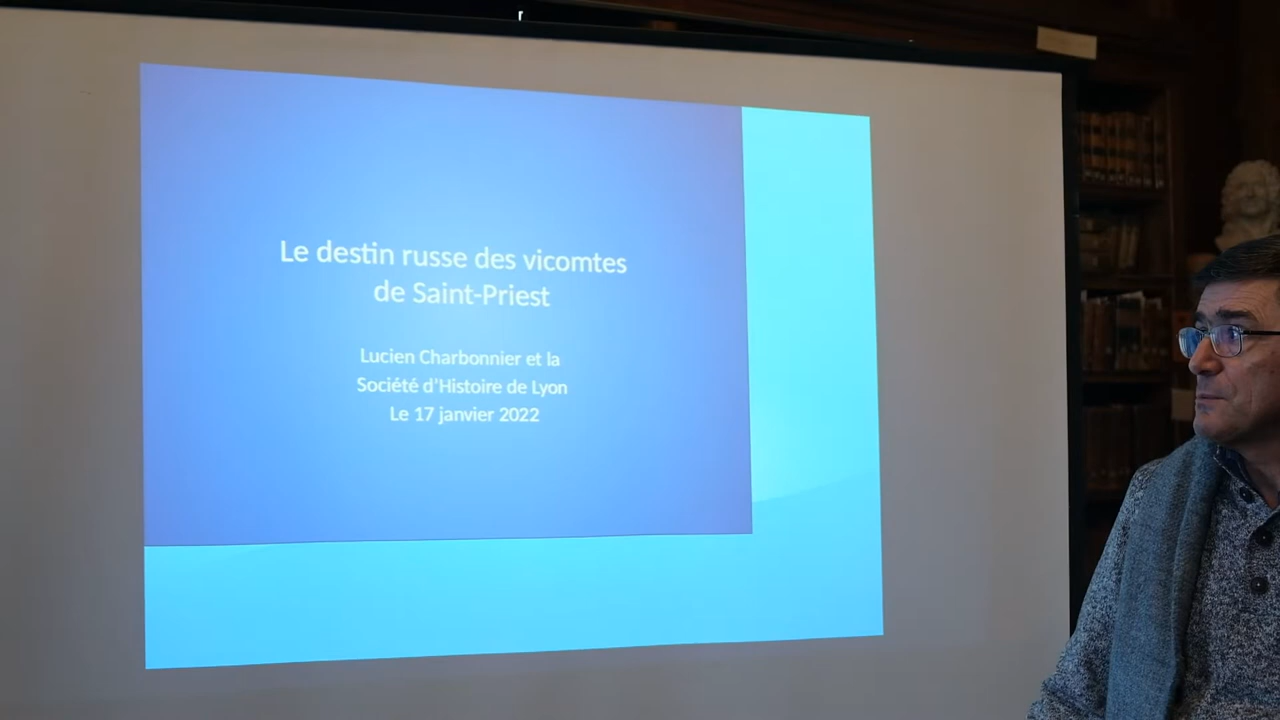 Le destin russe des vicomtes
de Saint-Priest
Lucien Charbonnier et la
Société d'Histoire de Lyon
Le 17 janvier 2022